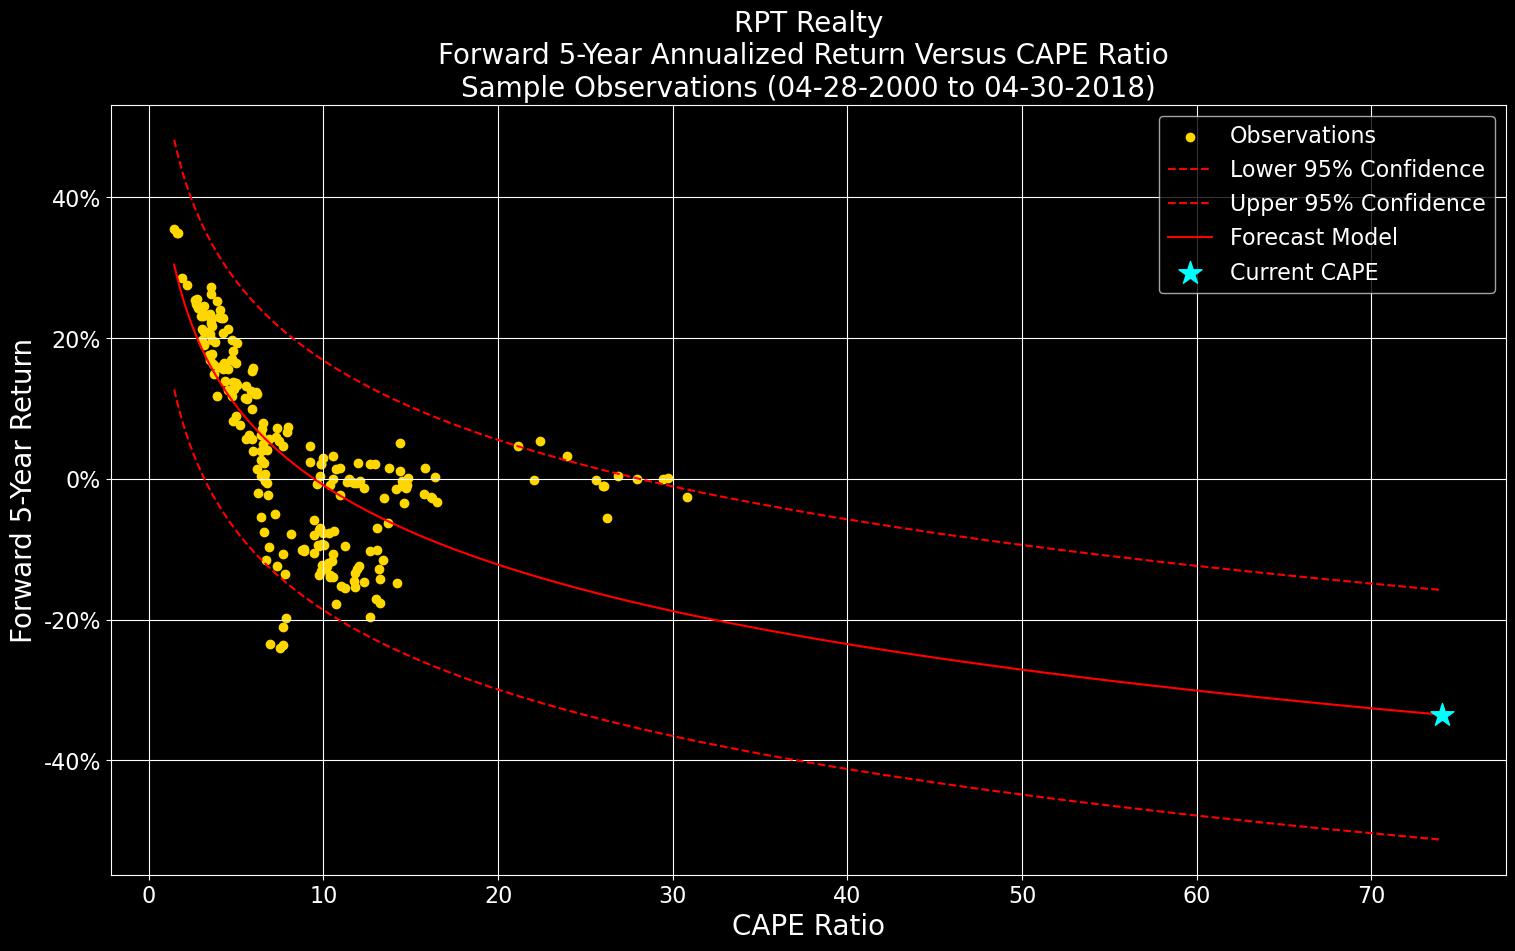 RPT Realty
Forward 5-Year Annualized Return Versus CAPE Ratio
Sample Observations (04-28-2000 to 04-30-2018)
Observations
Lower 95% Confidence
Upper 95% Confidence
Forecast Model
Current CAPE
Forward 5-Year Return
40%
20%
0%
-20%
-40%
0 10 20 30 40 50 60 70
CAPE Ratio